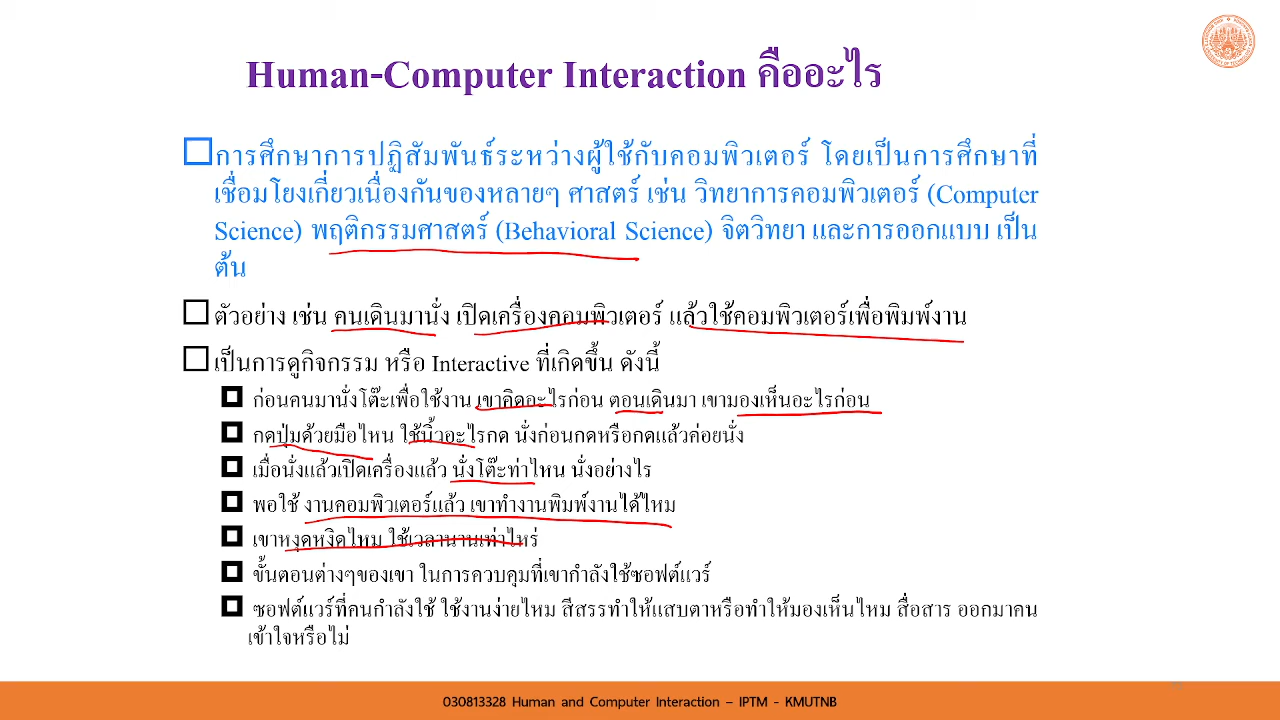 Human-Computer Interaction คืออะไร
การศึกษาการปฏิสัมพันธ์ระหว่างผู้ใช้กับคอมพิวเตอร์ โดยเป็นการศึกษาที่
เชื่อมโยงเกี่ยวเนื่องกันของหลายๆ ศาสตร์ เช่น วิทยาการคอมพิวเตอร์ (Computer
Science) พฤติกรรมศาสตร์ (Behavioral Science) จิตวิทยา และการออกแบบ เป็น
ต้น
ตัวอย่าง เช่น คนเดินมานั่ง เปิดเครื่องคอมพิวเตอร์ แล้วใช้คอมพิวเตอร์เพื่อพิมพ์งาน
เป็นการดูกิจกรรม หรือ Interactive ที่เกิดขึ้น ดังนี้
ก่อนคนมานั่งโต๊ะเพื่อใช้งาน เขาคิดอะไรก่อน ตอนเดินมา เขามองเห็นอะไรก่อน
กดปุ่มด้วยมือไหน ใช้นิ้วอะไรกด นั่งก่อนกดหรือกดแล้วค่อยนั่ง
เมื่อนั่งแล้วเปิดเครื่องแล้ว นั่งโต๊ะท่าไหน นั่งอย่างไร
พอใช้ งานคอมพิวเตอร์แล้ว เขาทำงานพิมพ์งานได้ไหม
เขาหงุดหงิดไหม ใช้เวลานานเท่าไหร่
ขั้นตอนต่างๆของเขา ในการควบคุมที่เขากำลังใช้ซอฟต์แวร์
ซอฟต์แวร์ที่คนกำลังใช้ ใช้งานง่ายไหม สีสรรทำให้แสบตาหรือทำให้มองเห็นไหม สื่อสาร ออกมาคน
เข้าใจหรือไม่
030813328 Human and Computer Interaction – IPTM - KMUTNB